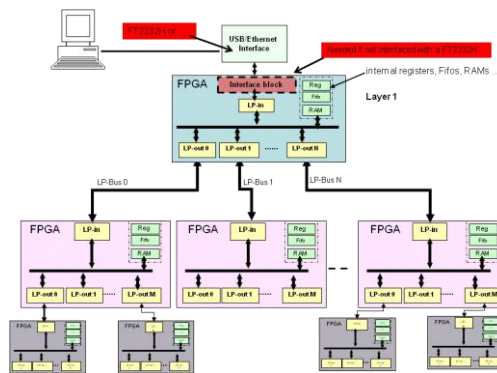 FT2232H or...
USB/Ethernet
Interface
Needed if not interfaced with a FT2232H...
FPGA
Interface block
Reg
Fifo
RAM
internal registers, Fifos, RAMs ...
LP-in
Layer 1
LP-out 0
LP-out 1
......
LP-out N
LP-Bus 0
LP-Bus 1
LP-Bus N
FPGA
LP-in
Reg
Fifo
RAM
LP-out 0
LP-out 1
......
LP-out M
FPGA
LP-in
Reg
Fifo
RAM
LP-out 0
LP-out 1
......
LP-out M
FPGA
LP-in
Reg
Fifo
RAM
LP-out 0
LP-out 1
......
LP-out M
FPGA
FPGA
FPGA
FPGA